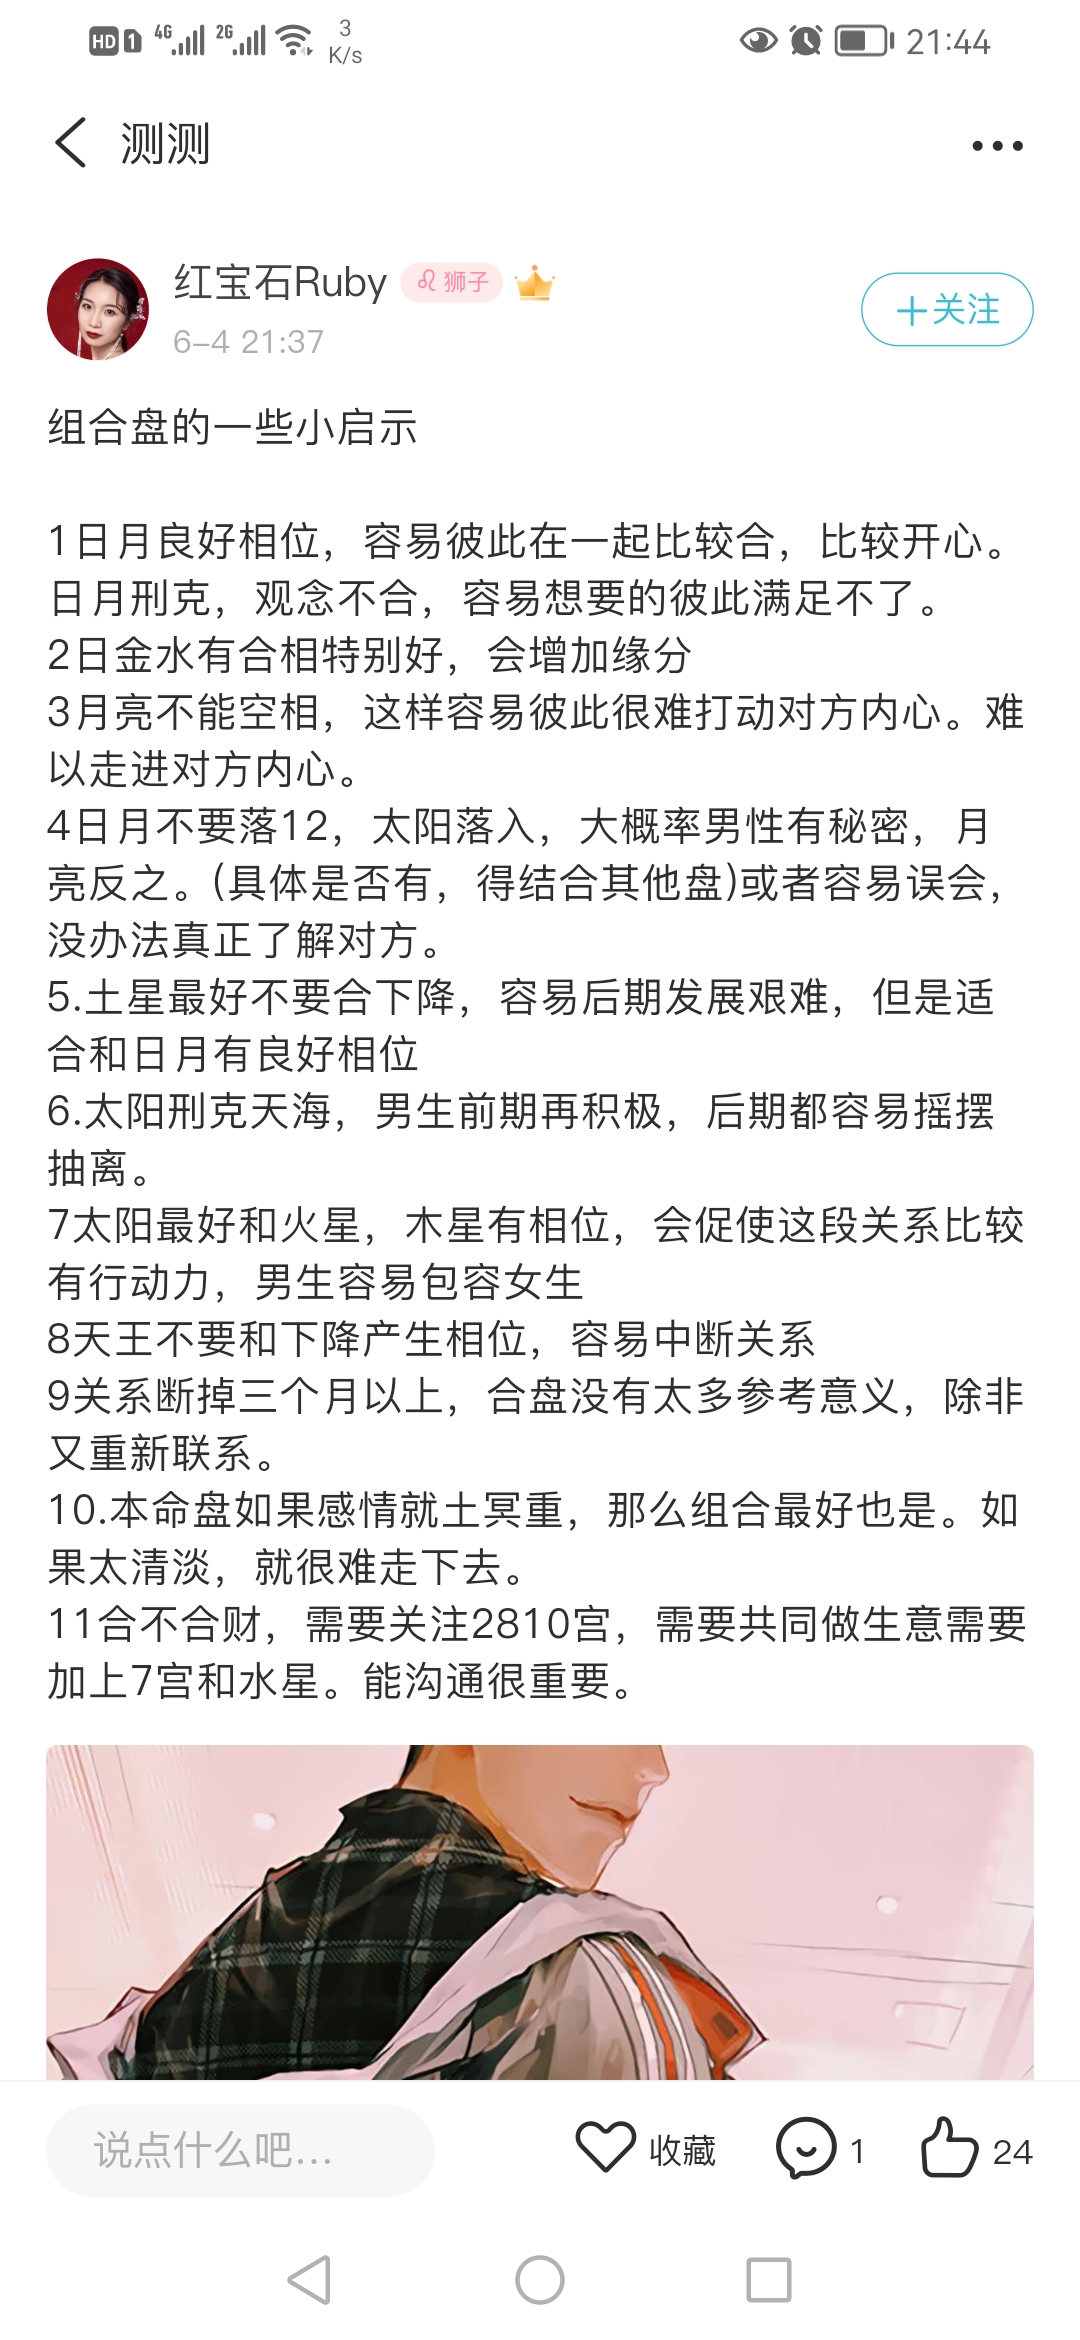 HD 1 4G 2G 3 K/s 21:44
测测
红宝石Ruby 狮子
6-4 21:37
+关注
组合盘的一些小启示
1日月良好相位，容易彼此在一起比较合，比较开心。
日月刑克，观念不合，容易想要的彼此满足不了。
2日金水有合相特别好，会增加缘分
3月亮不能空相，这样容易彼此很难打动对方内心。难
以走进对方内心。
4日月不要落12，太阳落入，大概率男性有秘密，月
亮反之。(具体是否有，得结合其他盘)或者容易误会，
没办法真正了解对方。
5.土星最好不要合下降，容易后期发展艰难，但是适
合和日月有良好相位
6.太阳刑克天海，男生前期再积极，后期都容易摇摆
抽离。
7太阳最好和火星，木星有相位，会促使这段关系比较
有行动力，男生容易包容女生
8天王不要和下降产生相位，容易中断关系
9关系断掉三个月以上，合盘没有太多参考意义，除非
又重新联系。
10.本命盘如果感情就土冥重，那么组合最好也是。如
果太清淡，就很难走下去。
11合不合财，需要关注2810宫，需要共同做生意需要
加上7宫和水星。能沟通很重要。
说点什么吧... 收藏 1 24